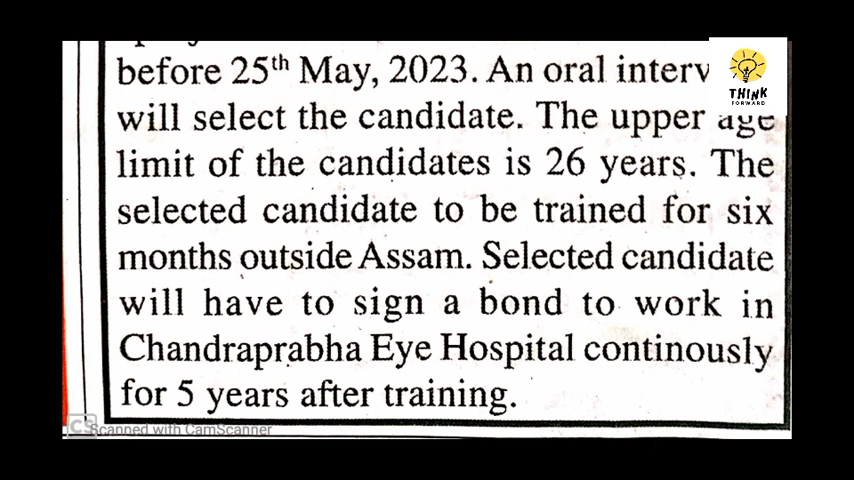 before 25th May, 2023. An oral interv
will select the candidate. The upper age
limit of the candidates is 26 years. The
selected candidate to be trained for six
months outside Assam. Selected candidate
will have to sign a bond to work in
Chandraprabha Eye Hospital continously
for 5 years after training.
THINK
FORWARD
CS Scanned with CamScanner